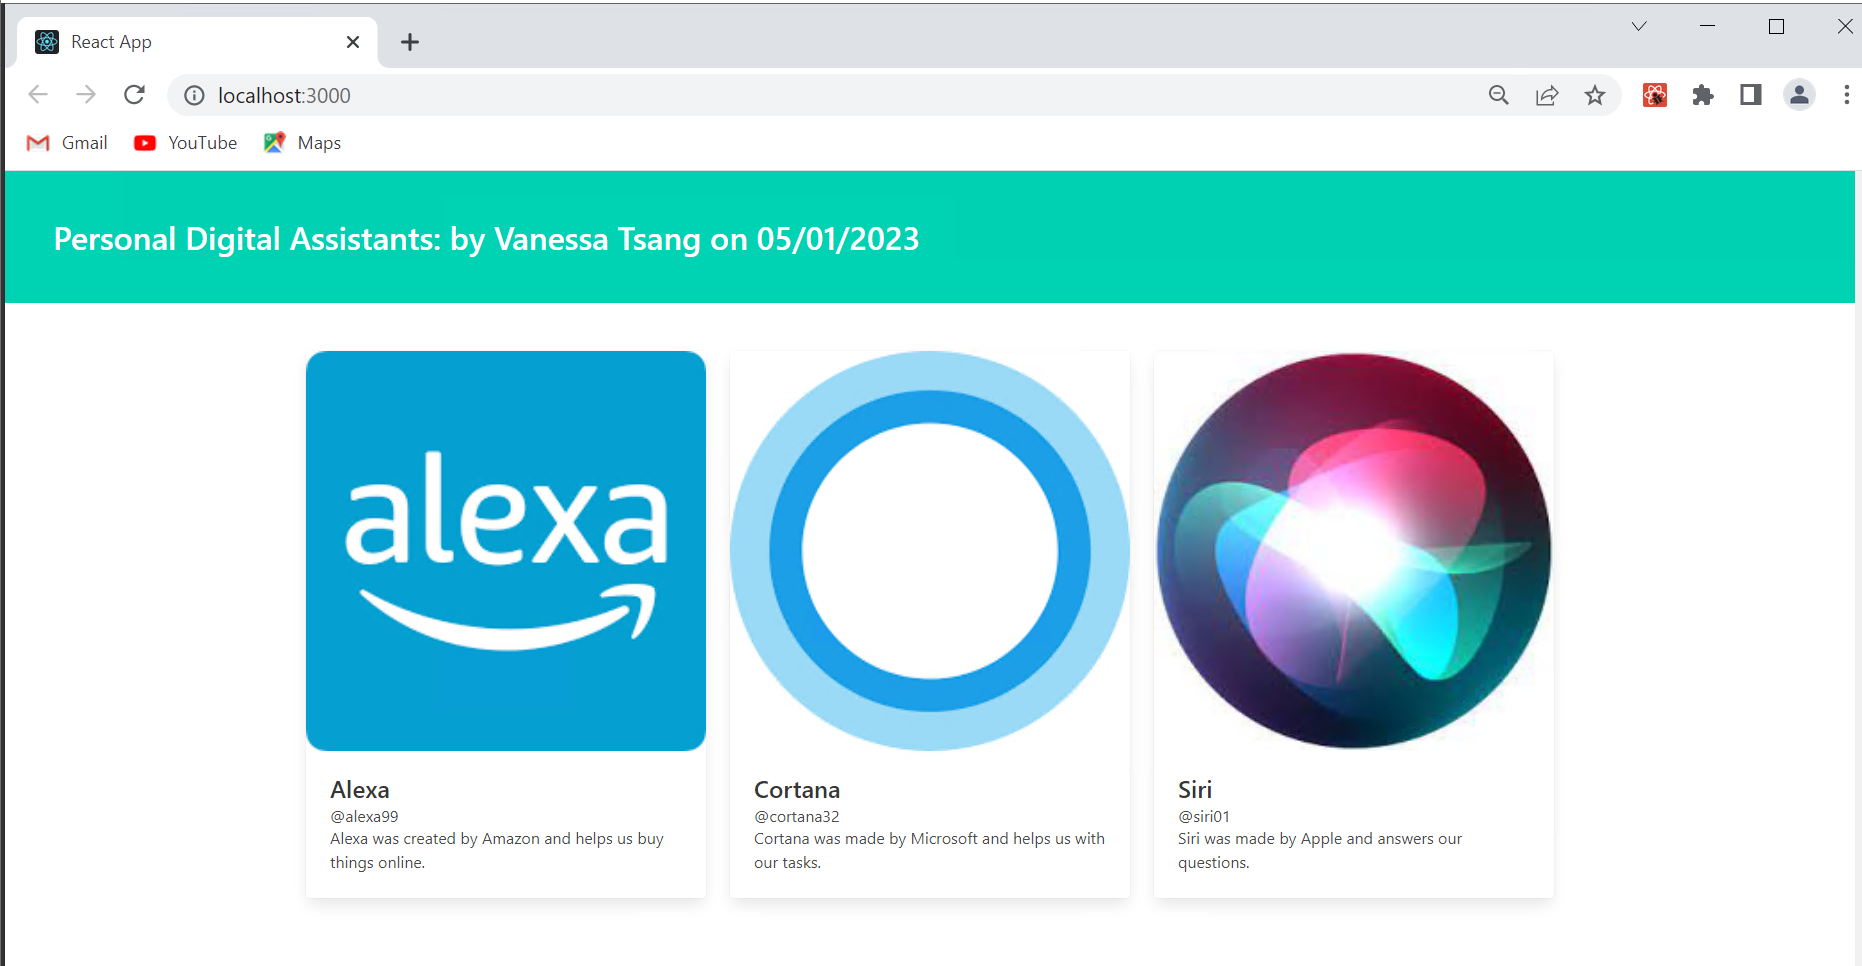 React App
localhost:3000
Gmail YouTube Maps
Personal Digital Assistants: by Vanessa Tsang on 05/01/2023
alexa
Alexa
@alexa99
Alexa was created by Amazon and helps us buy
things online.
Cortana
@cortana32
Cortana was made by Microsoft and helps us with
our tasks.
Siri
@siri01
Siri was made by Apple and answers our
questions.